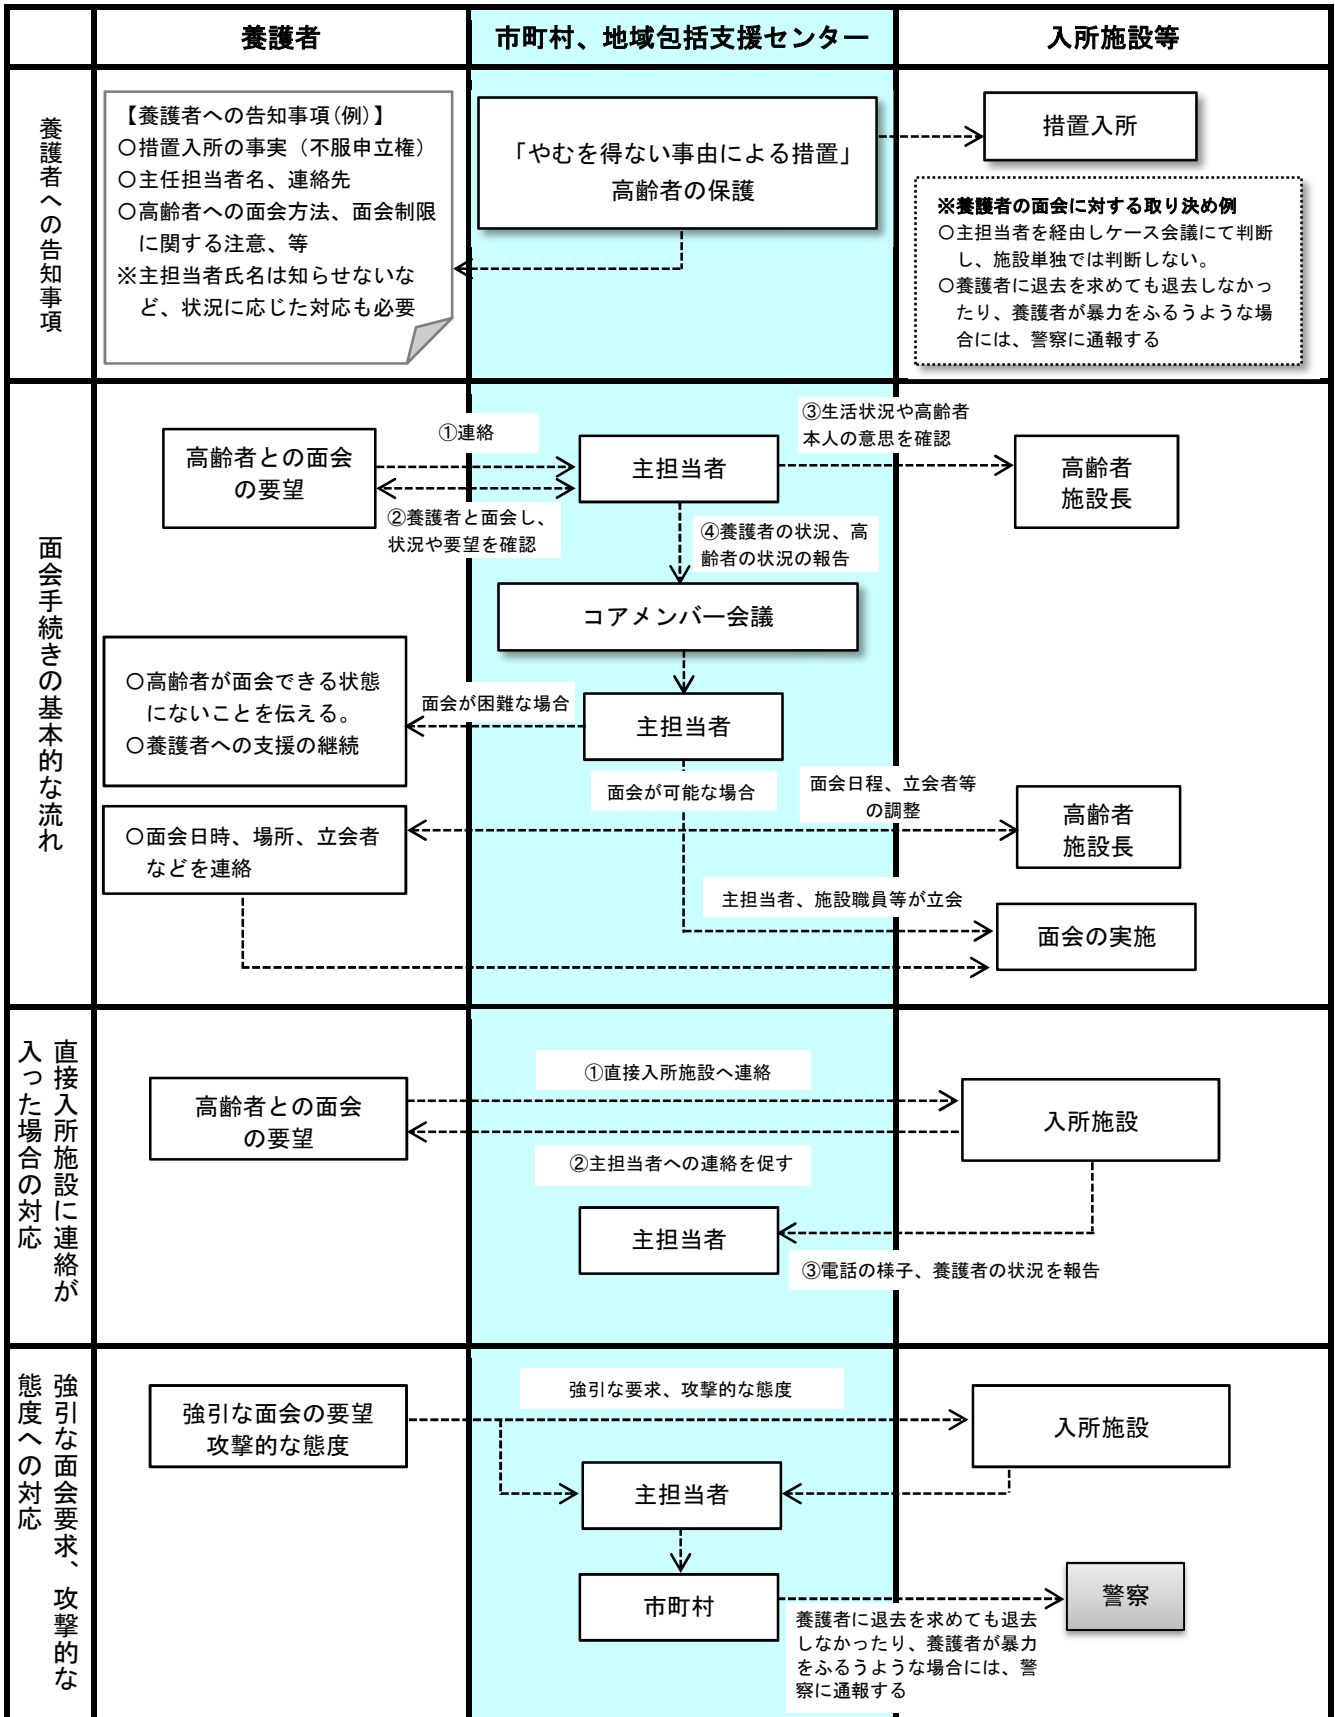 養護者
市町村、地域包括支援センター
入所施設等
養護者への告知事項
【養護者への告知事項(例)】
○措置入所の事実（不服申立権）
○主任担当者名、連絡先
○高齢者への面会方法、面会制限
に関する注意、等
※主担当者氏名は知らせないな
ど、状況に応じた対応も必要
「やむを得ない事由による措置」
高齢者の保護
措置入所
※養護者の面会に対する取り決め例
○主担当者を経由しケース会議にて判断
し、施設単独では判断しない。
○養護者に退去を求めても退去しなかっ
たり、養護者が暴力をふるうような場
合には、警察に通報する
面会手続きの基本的な流れ
高齢者との面会
の要望
①連絡
②養護者と面会し、
状況や要望を確認
主担当者
③生活状況や高齢者
本人の意思を確認
高齢者
施設長
④養護者の状況、高
齢者の状況の報告
コアメンバー会議
主担当者
面会が困難な場合
○高齢者が面会できる状態
にないことを伝える。
○養護者への支援の継続
面会が可能な場合
面会日程、立会者等
の調整
高齢者
施設長
○面会日時、場所、立会者
などを連絡
主担当者、施設職員等が立会
面会の実施
直接入所施設に連絡が
入った場合の対応
高齢者との面会
の要望
①直接入所施設へ連絡
入所施設
②主担当者への連絡を促す
主担当者
③電話の様子、養護者の状況を報告
強引な面会要求、攻撃的な
態度への対応
強引な面会の要望
攻撃的な態度
強引な要求、攻撃的な態度
入所施設
主担当者
市町村
警察
養護者に退去を求めても退去
しなかったり、養護者が暴力
をふるうような場合には、警
察に通報する